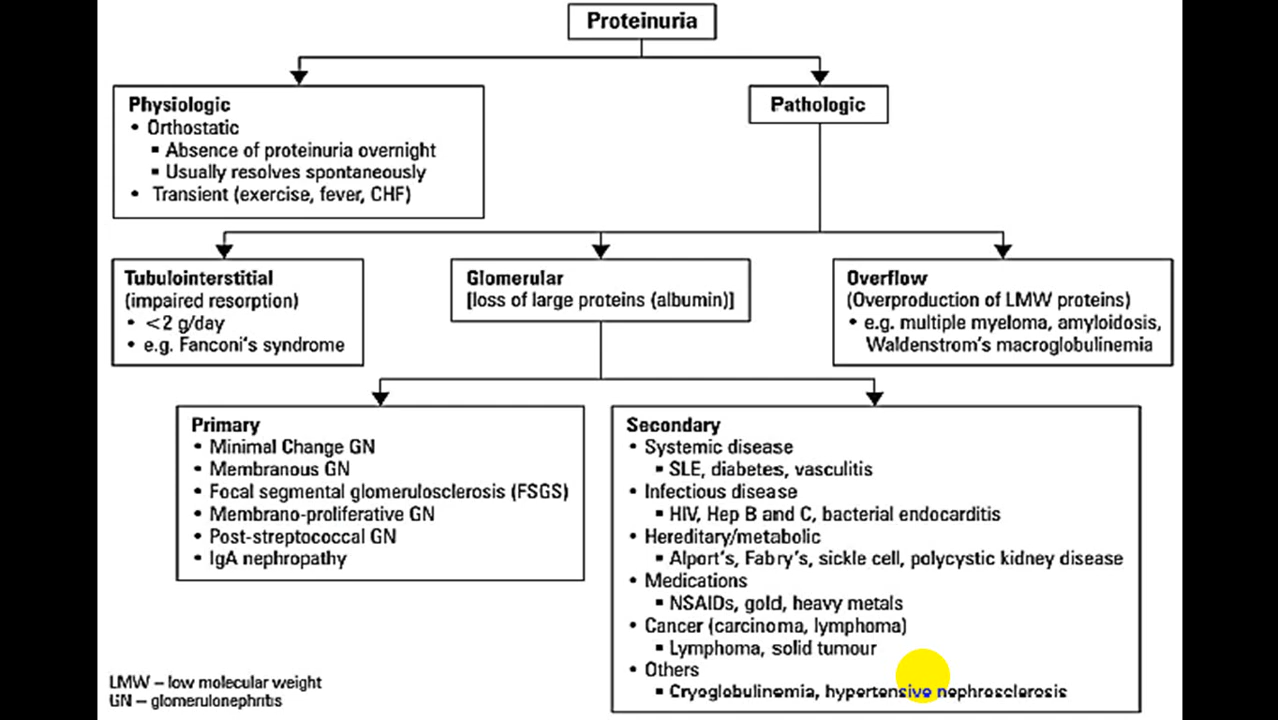 Proteinuria
Physiologic
• Orthostatic
▪ Absence of proteinuria overnight
▪ Usually resolves spontaneously
• Transient (exercise, fever, CHF)
Pathologic
Tubulointerstitial
(impaired resorption)
• <2 g/day
• e.g. Fanconi's syndrome
Glomerular
[loss of large proteins (albumin)]
Overflow
(Overproduction of LMW proteins)
• e.g. multiple myeloma, amyloidosis,
Waldenstrom's macroglobulinemia
Primary
• Minimal Change GN
• Membranous GN
• Focal segmental glomerulosclerosis (FSGS)
• Membrano-proliferative GN
• Post-streptococcal GN
• IgA nephropathy
Secondary
• Systemic disease
▪ SLE, diabetes, vasculitis
• Infectious disease
▪ HIV, Hep B and C, bacterial endocarditis
• Hereditary/metabolic
▪ Alport's, Fabry's, sickle cell, polycystic kidney disease
• Medications
▪ NSAIDs, gold, heavy metals
• Cancer (carcinoma, lymphoma)
▪ Lymphoma, solid tumour
• Others
▪ Cryoglobulinemia, hypertensive nephrosclerosis
LMW – low molecular weight
GN – glomerulonephritis